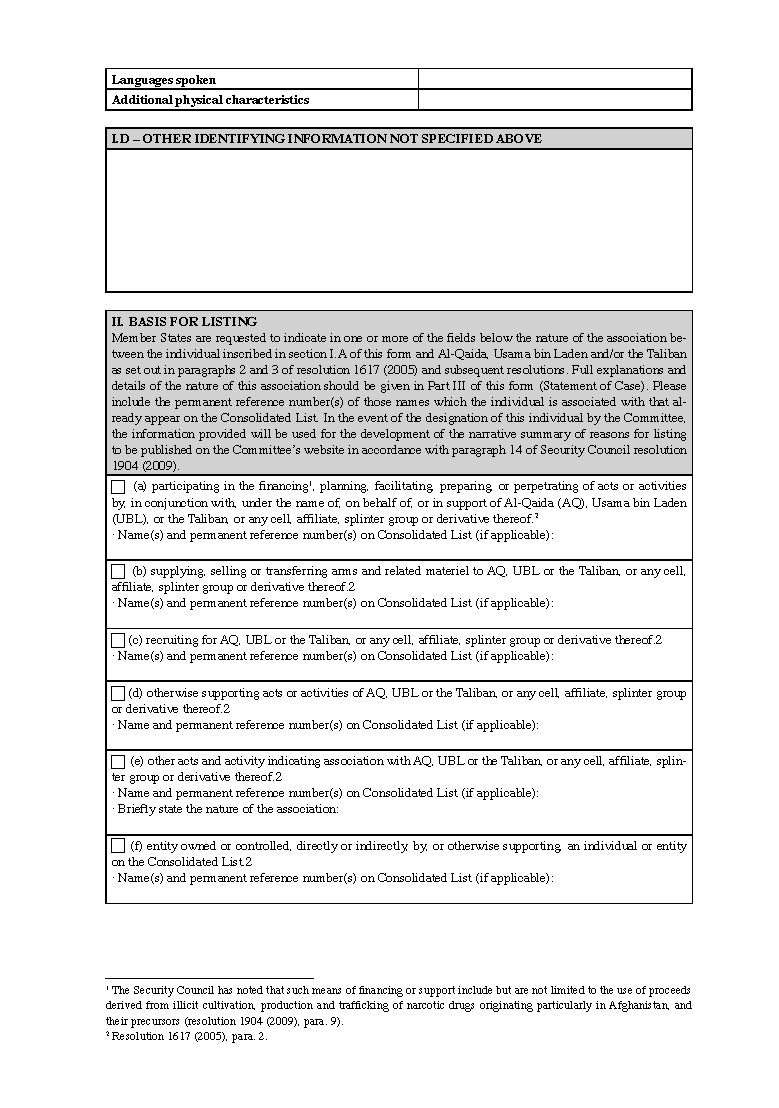 Languages spoken
Additional physical characteristics
I.D – OTHER IDENTIFYING INFORMATION NOT SPECIFIED ABOVE
II. BASIS FOR LISTING
Member States are requested to indicate in one or more of the fields below the nature of the association be-
tween the individual inscribed in section I.A of this form and Al-Qaida, Usama bin Laden and/or the Taliban
as set out in paragraphs 2 and 3 of resolution 1617 (2005) and subsequent resolutions. Full explanations and
details of the nature of this association should be given in Part III of this form (Statement of Case). Please
include the permanent reference number(s) of those names which the individual is associated with that al-
ready appear on the Consolidated List. In the event of the designation of this individual by the Committee,
the information provided will be used for the development of the narrative summary of reasons for listing
to be published on the Committee's website in accordance with paragraph 14 of Security Council resolution
1904 (2009).
(a) participating in the financing¹, planning, facilitating, preparing, or perpetrating of acts or activities
by, in conjunction with, under the name of, on behalf of, or in support of Al-Qaida (AQ), Usama bin Laden
(UBL), or the Taliban, or any cell, affiliate, splinter group or derivative thereof.²
· Name(s) and permanent reference number(s) on Consolidated List (if applicable):
(b) supplying, selling or transferring arms and related materiel to AQ, UBL or the Taliban, or any cell,
affiliate, splinter group or derivative thereof.2
· Name(s) and permanent reference number(s) on Consolidated List (if applicable):
(c) recruiting for AQ, UBL or the Taliban, or any cell, affiliate, splinter group or derivative thereof.2
· Name(s) and permanent reference number(s) on Consolidated List (if applicable):
(d) otherwise supporting acts or activities of AQ, UBL or the Taliban, or any cell, affiliate, splinter group
or derivative thereof.2
· Name and permanent reference number(s) on Consolidated List (if applicable):
(e) other acts and activity indicating association with AQ, UBL or the Taliban, or any cell, affiliate, splin-
ter group or derivative thereof.2
· Name and permanent reference number(s) on Consolidated List (if applicable):
· Briefly state the nature of the association:
(f) entity owned or controlled, directly or indirectly, by, or otherwise supporting, an individual or entity
on the Consolidated List.2
· Name(s) and permanent reference number(s) on Consolidated List (if applicable):
¹ The Security Council has noted that such means of financing or support include but are not limited to the use of proceeds
derived from illicit cultivation, production and trafficking of narcotic drugs originating particularly in Afghanistan, and
their precursors (resolution 1904 (2009), para. 9).
² Resolution 1617 (2005), para. 2.